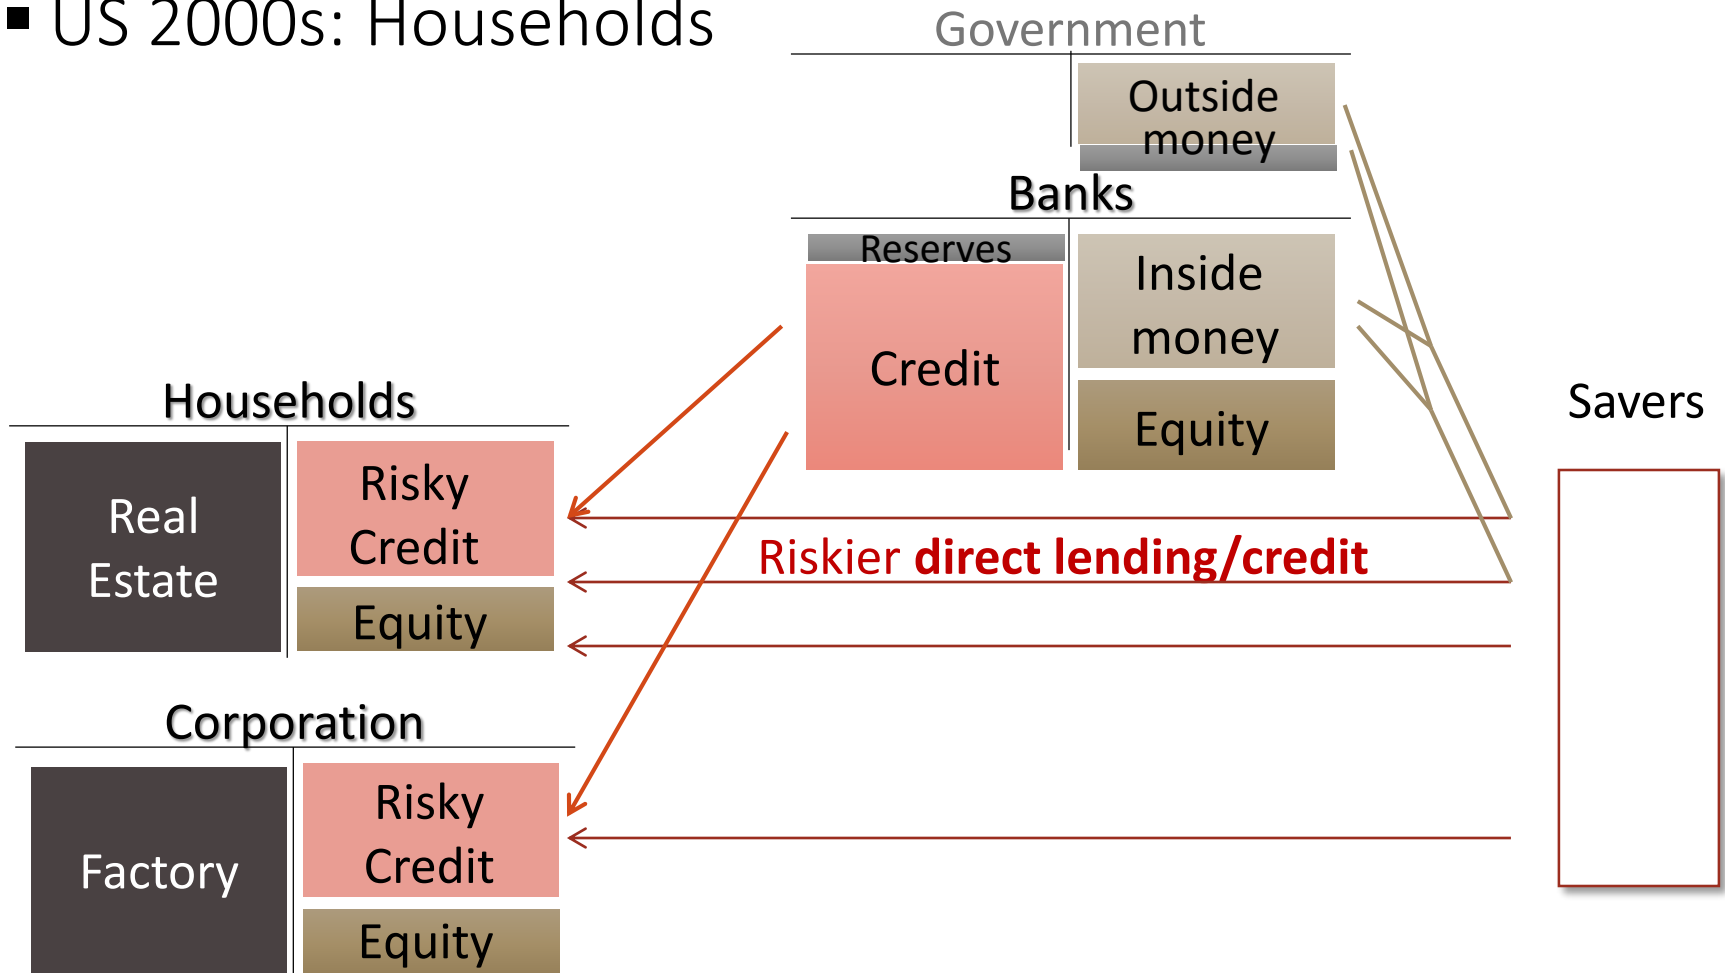 ▪ US 2000s: Households
Government
Outside
money
Banks
Reserves
Credit
Inside
money
Equity
Savers
Households
Real
Estate
Risky
Credit
Equity
Riskier direct lending/credit
Corporation
Factory
Risky
Credit
Equity